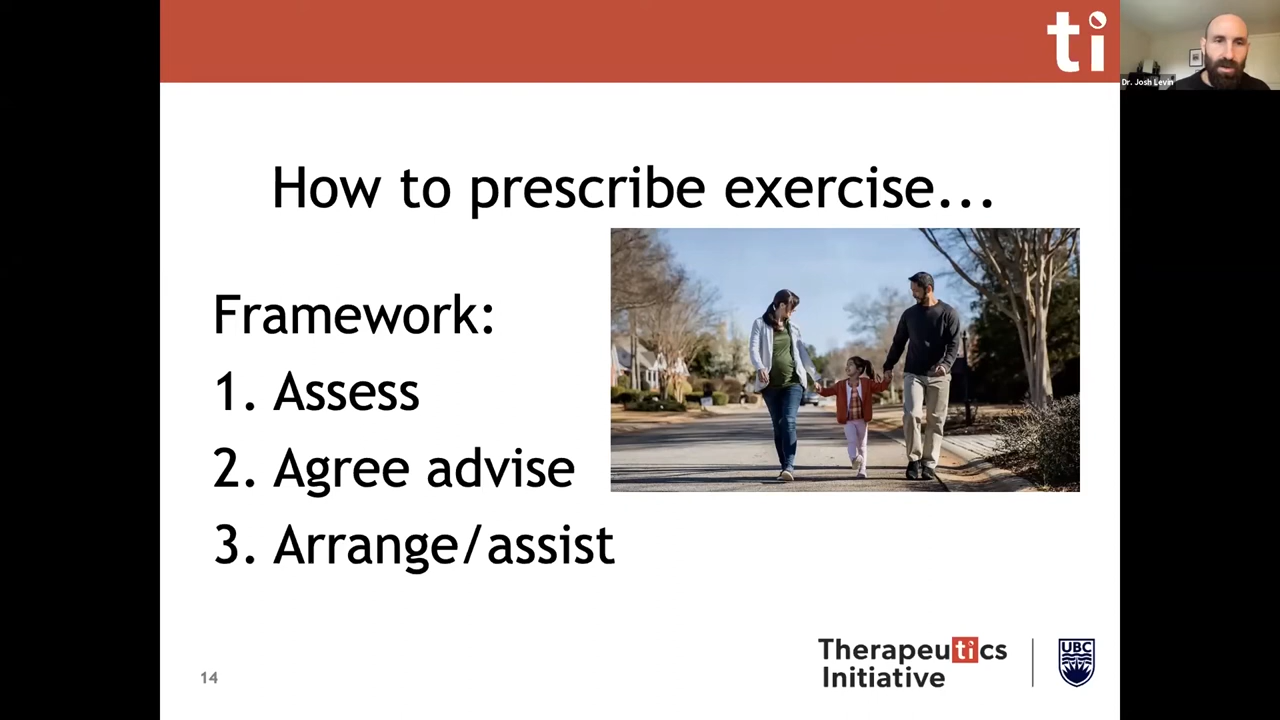 ti
Dr. Josh Levin
How to prescribe exercise...
Framework:
1. Assess
2. Agree advise
3. Arrange/assist
14
Therapeutics
Initiative
UBC